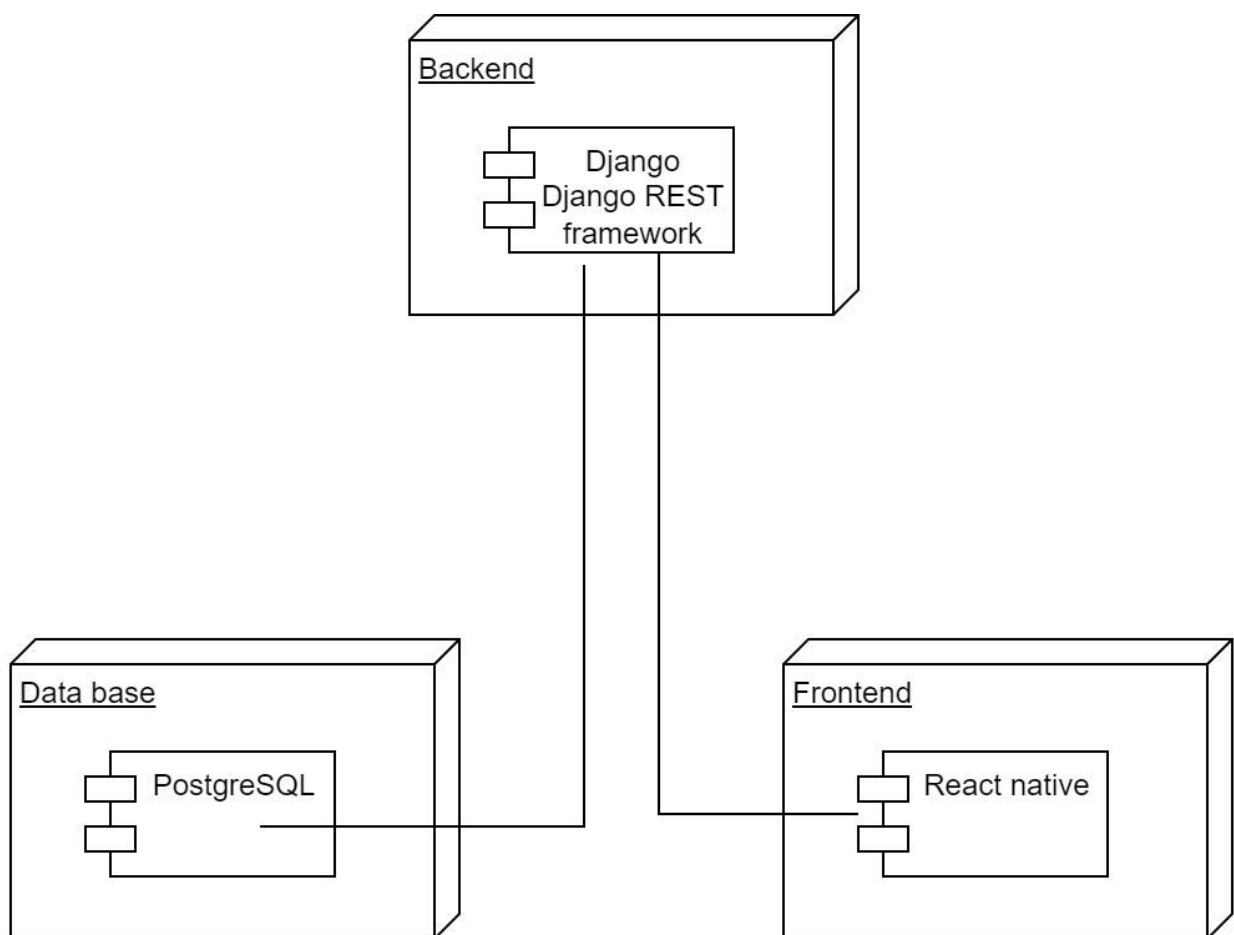 Backend
Django
Django REST
framework
Data base
PostgreSQL
Frontend
React native